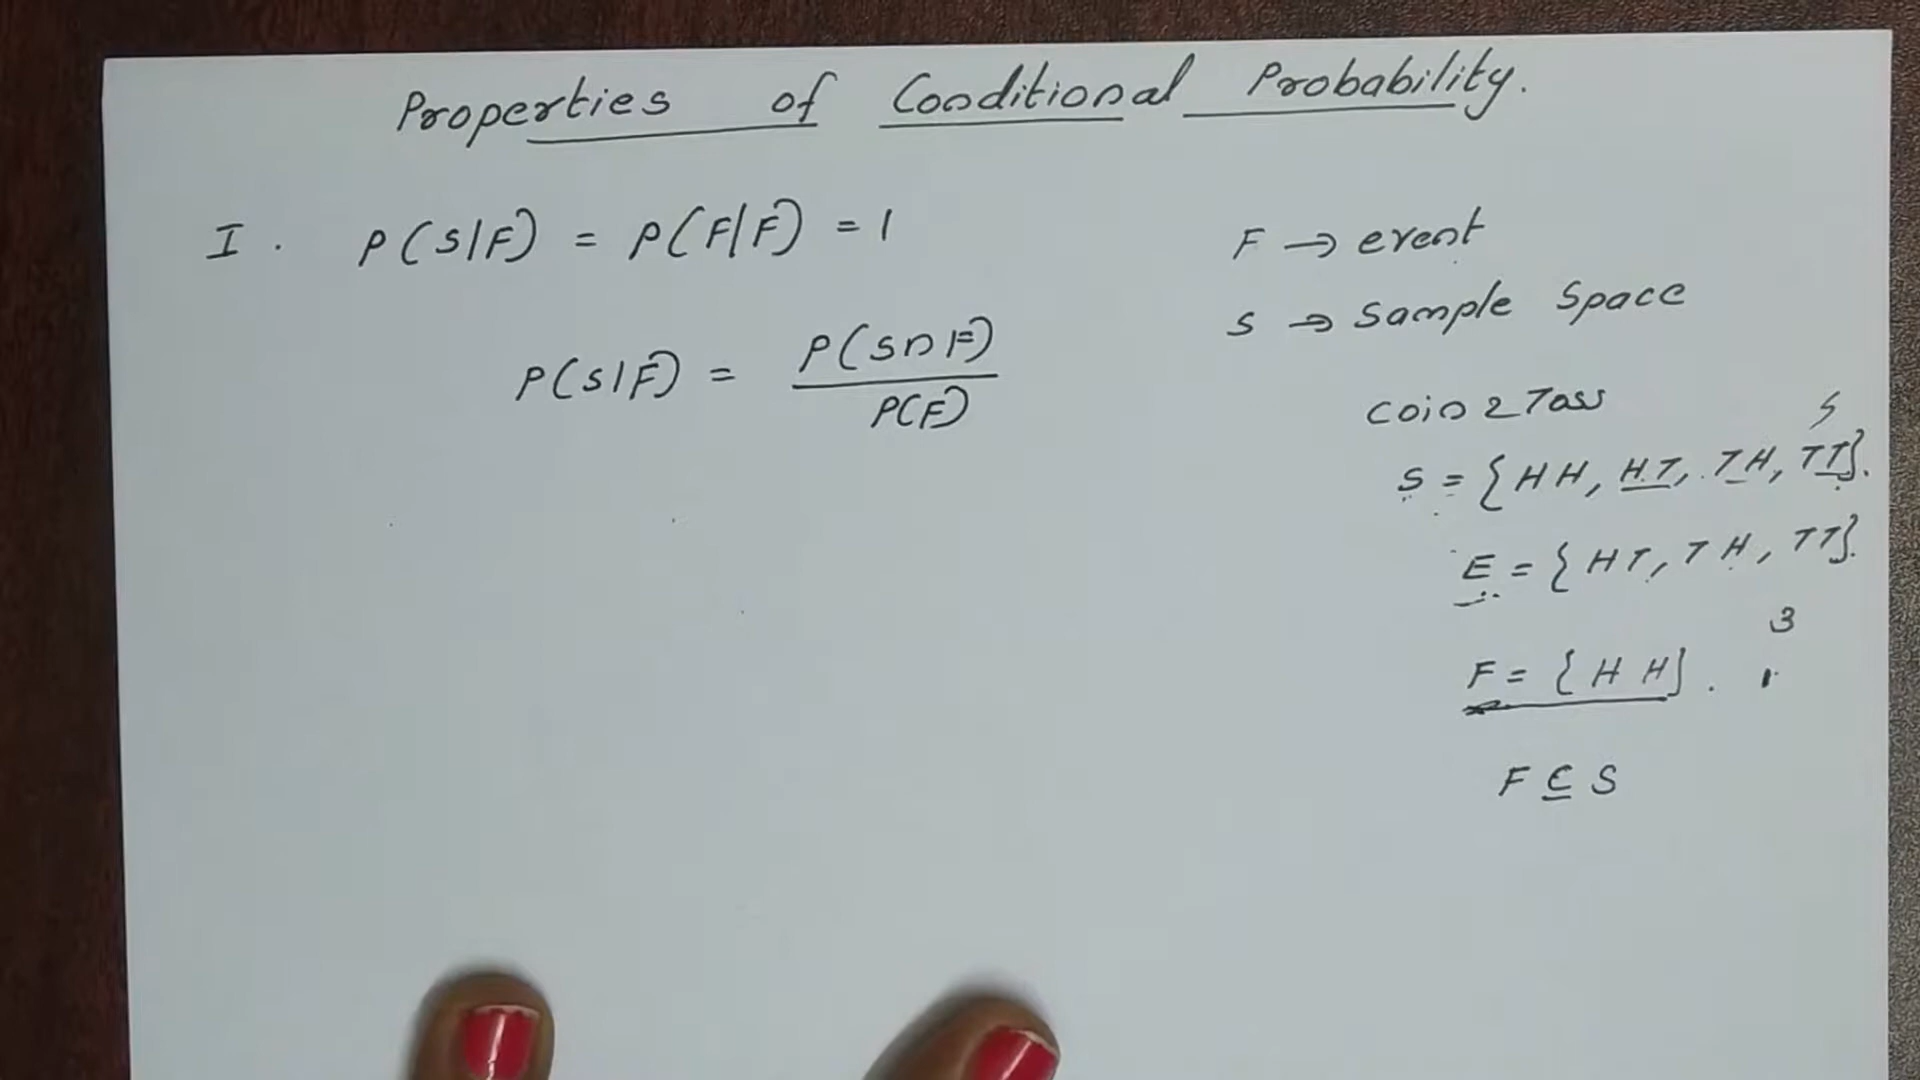 Properties of Conditional Probability.
I. P(S/F) = P(F/F) = 1
P(S/F) = P(S∩F)
P(F)
F → event
S → Sample Space
Coin 2 Toss
S
S = {HH, HT, TH, TT}.
E = {HT, TH, TT}.
3
F = {HH}.
F ⊆ S